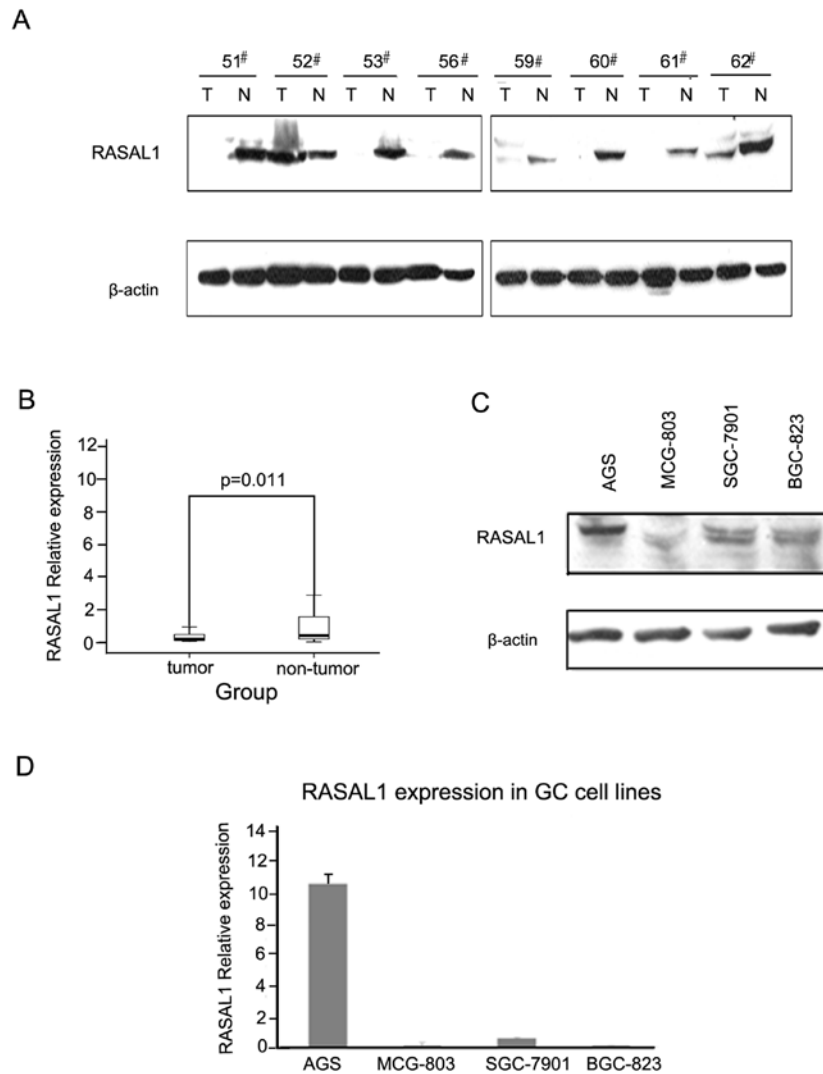 A
51# 52# 53# 56# 59# 60# 61# 62#
T N T N T N T N T N T N T N T N
RASAL1
β-actin
B
RASAL1 Relative expression
12
10
8
6
4
2
0
p=0.011
tumor non-tumor
Group
C
AGS MCG-803 SGC-7901 BGC-823
RASAL1
β-actin
D
RASAL1 expression in GC cell lines
RASAL1 Relative expression
14
12
10
8
6
4
2
0
AGS MCG-803 SGC-7901 BGC-823